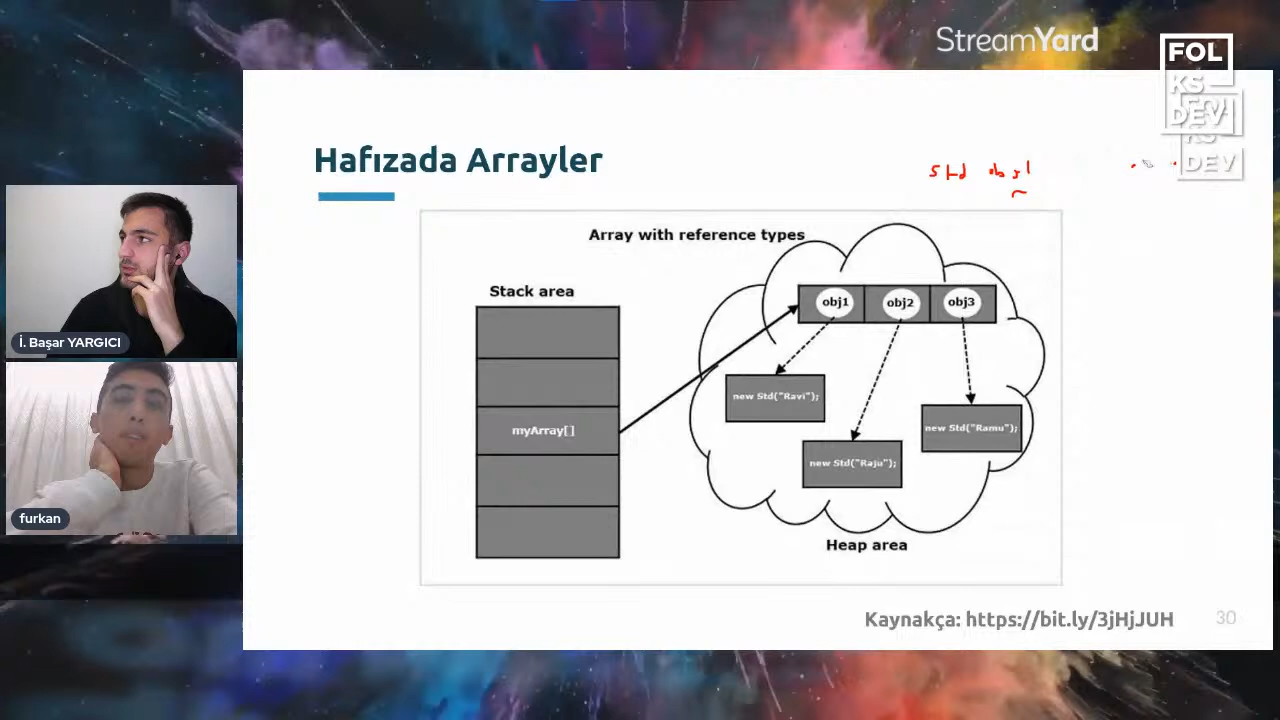 StreamYard
FOL
KS
DEV
DEV
Hafızada Arrayler
Std obj1
Array with reference types
Stack area
obj1 obj2 obj3
new Std("Ravi");
myArray[]
new Std("Ramu");
new Std("Raju");
Heap area
İ. Başar YARGICI
furkan
Kaynakça: https://bit.ly/3jHjJUH
30